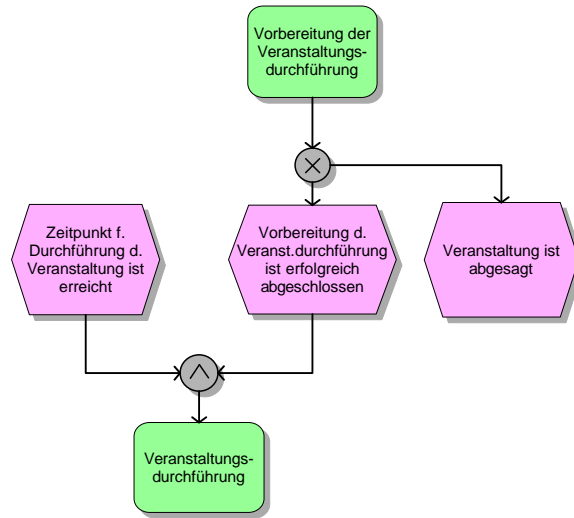 Vorbereitung der
Veranstaltungs-
durchführung
Zeitpunkt f.
Durchführung d.
Veranstaltung ist
erreicht
Vorbereitung d.
Veranst.durchführung
ist erfolgreich
abgeschlossen
Veranstaltung ist
abgesagt
Veranstaltungs-
durchführung